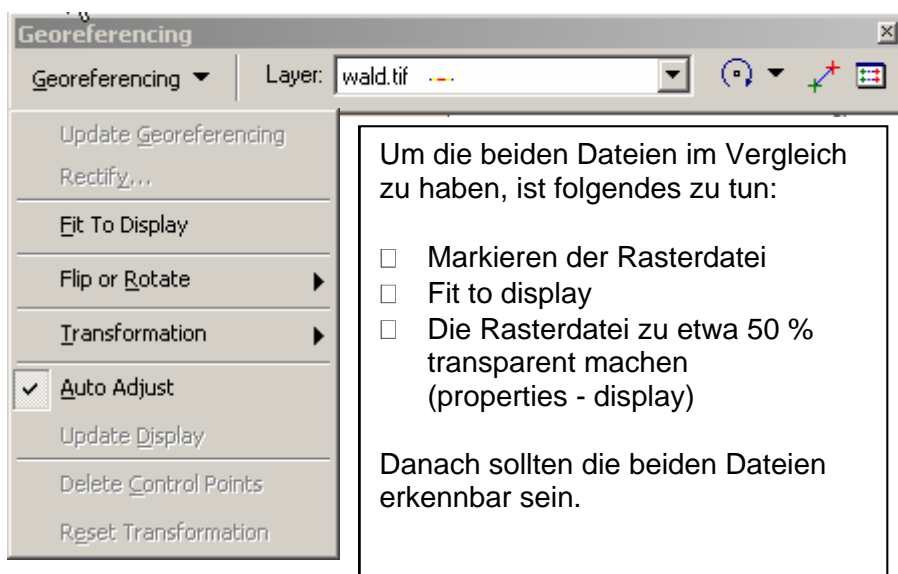 Georeferencing
Georeferencing Layer: wald.tif
Update Georeferencing
Rectify...
Fit To Display
Flip or Rotate
Transformation
Auto Adjust
Update Display
Delete Control Points
Reset Transformation
Um die beiden Dateien im Vergleich
zu haben, ist folgendes zu tun:
Markieren der Rasterdatei
Fit to display
Die Rasterdatei zu etwa 50 %
transparent machen
(properties - display)
Danach sollten die beiden Dateien
erkennbar sein.